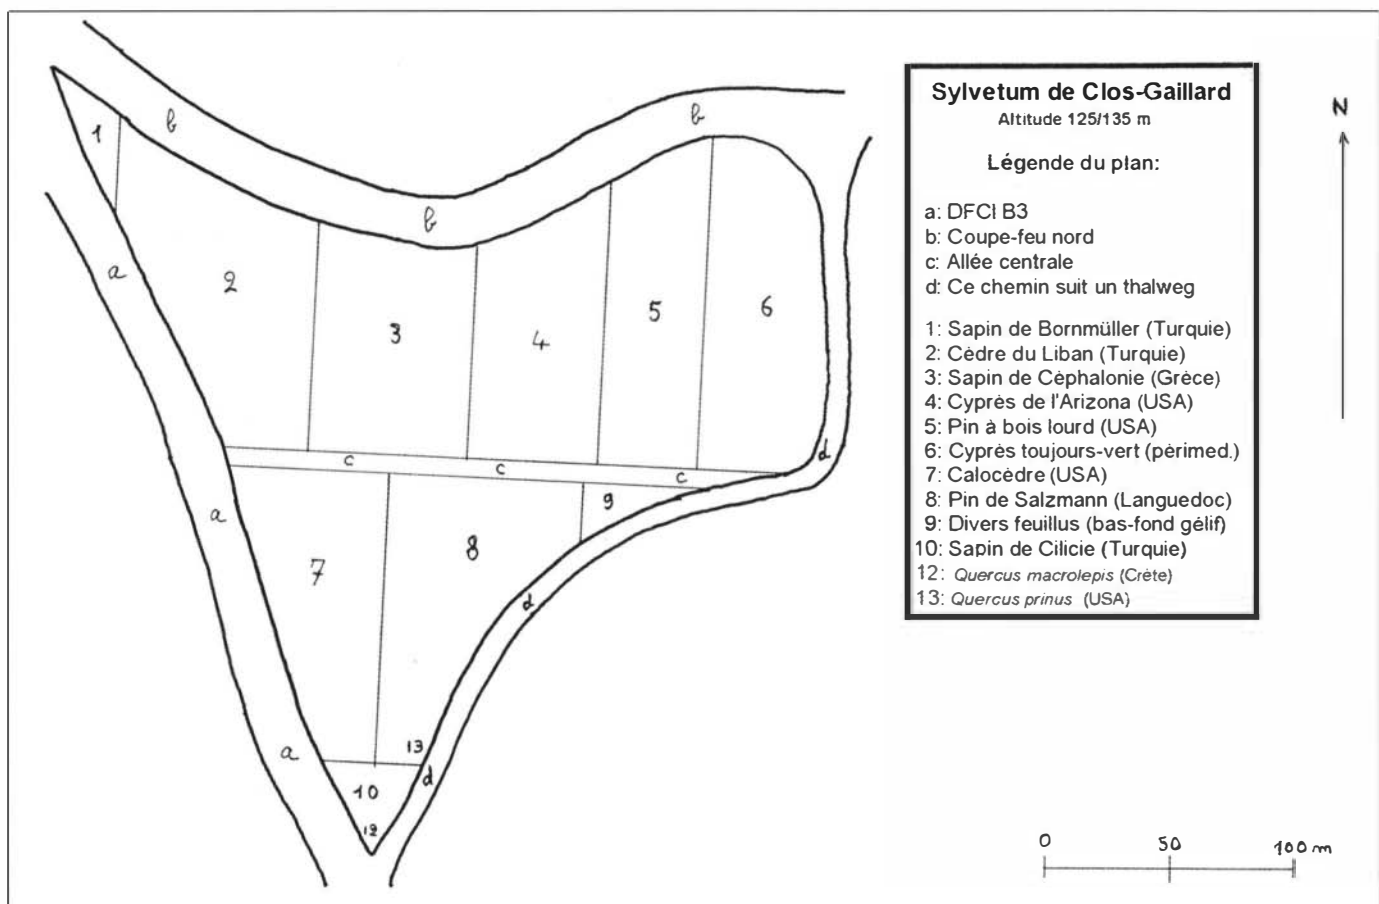 Sylvetum de Clos-Gaillard
Altitude 125/135 m
Légende du plan:
a: DFCI B3
b: Coupe-feu nord
c: Allée centrale
d: Ce chemin suit un thalweg
1: Sapin de Bornmüller (Turquie)
2: Cèdre du Liban (Turquie)
3: Sapin de Céphalonie (Grèce)
4: Cyprès de l'Arizona (USA)
5: Pin à bois lourd (USA)
6: Cyprès toujours-vert (périmed.)
7: Calocèdre (USA)
8: Pin de Salzmann (Languedoc)
9: Divers feuillus (bas-fond gélif)
10: Sapin de Cilicie (Turquie)
12: Quercus macrolepis (Crète)
13: Quercus prinus (USA)
N
b
b
b
1
a
2
3
4
5
6
c
c
c
d
a
7
8
9
d
a
13
d
10
12
0 50 100 m